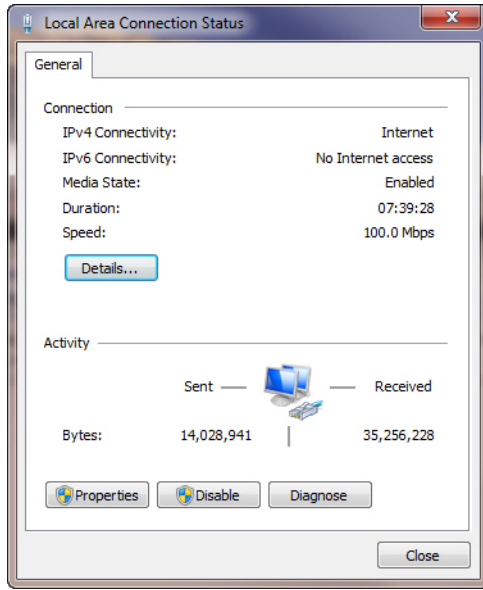 Local Area Connection Status
General
Connection
IPv4 Connectivity: Internet
IPv6 Connectivity: No Internet access
Media State: Enabled
Duration: 07:39:28
Speed: 100.0 Mbps
Details...
Activity
Sent Received
Bytes: 14,028,941 35,256,228
Properties Disable Diagnose
Close